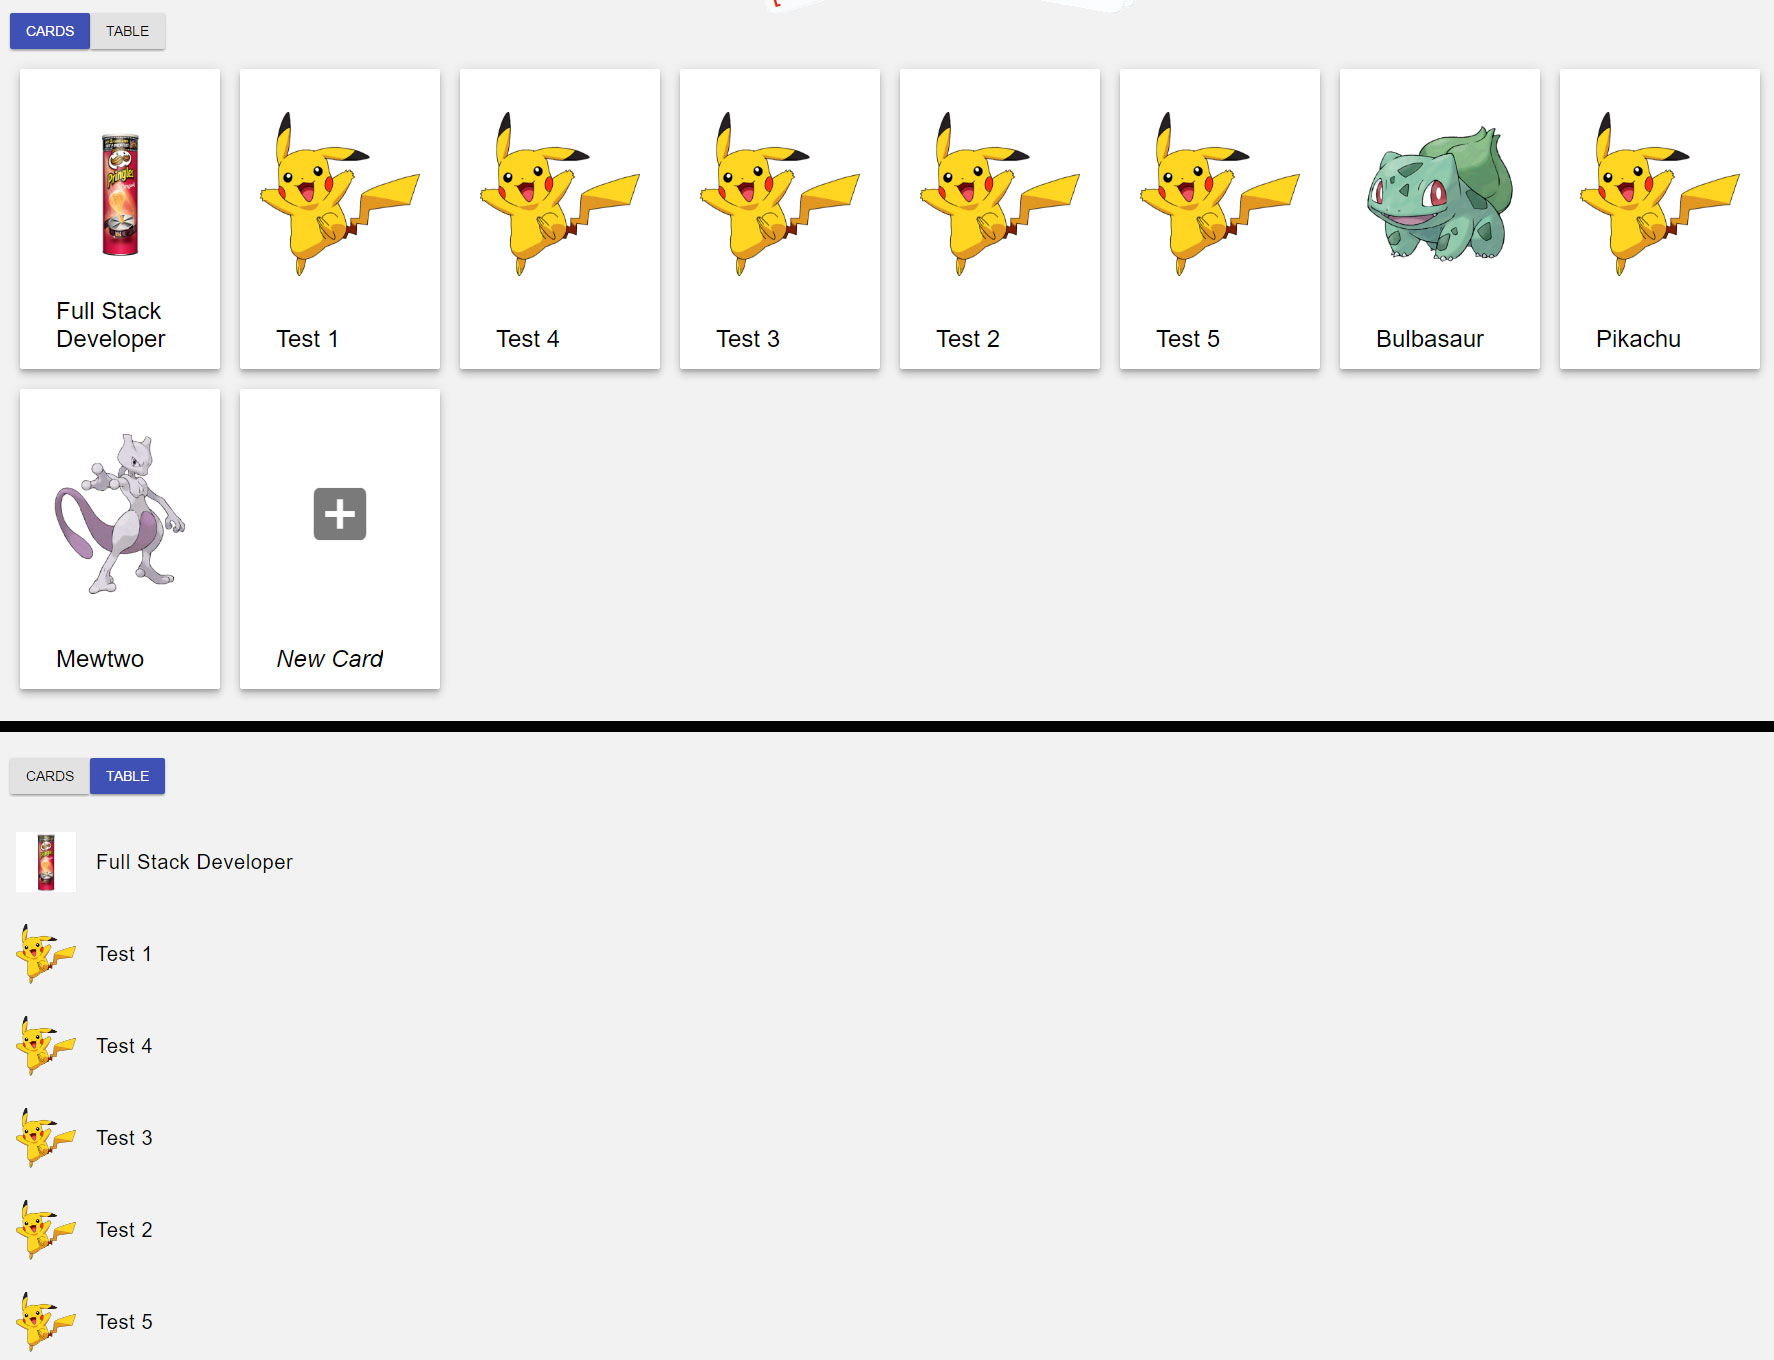 CARDS TABLE
Pringles
Full Stack
Developer
Test 1
Test 4
Test 3
Test 2
Test 5
Bulbasaur
Pikachu
Mewtwo
New Card
CARDS TABLE
Full Stack Developer
Test 1
Test 4
Test 3
Test 2
Test 5